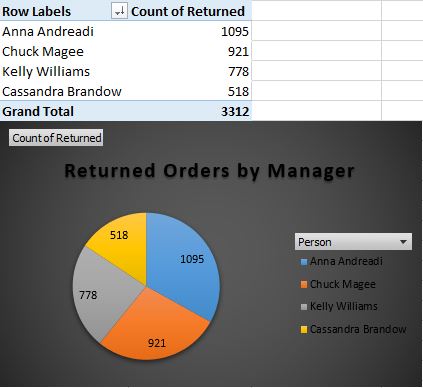 Row Labels Count of Returned
Anna Andreadi 1095
Chuck Magee 921
Kelly Williams 778
Cassandra Brandow 518
Grand Total 3312
Count of Returned
Returned Orders by Manager
518
1095
778
921
Person
Anna Andreadi
Chuck Magee
Kelly Williams
Cassandra Brandow